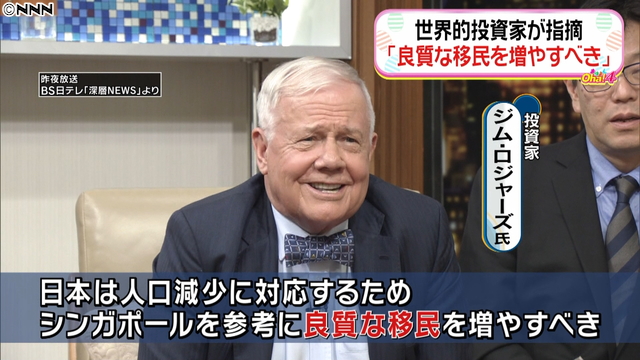 NNN
昨夜放送
BS日テレ「深層NEWS」より
世界的投資家が指摘
「良質な移民を増やすべき」
Oha!4
投資家
ジム・ロジャーズ氏
日本は人口減少に対応するため
シンガポールを参考に良質な移民を増やすべき